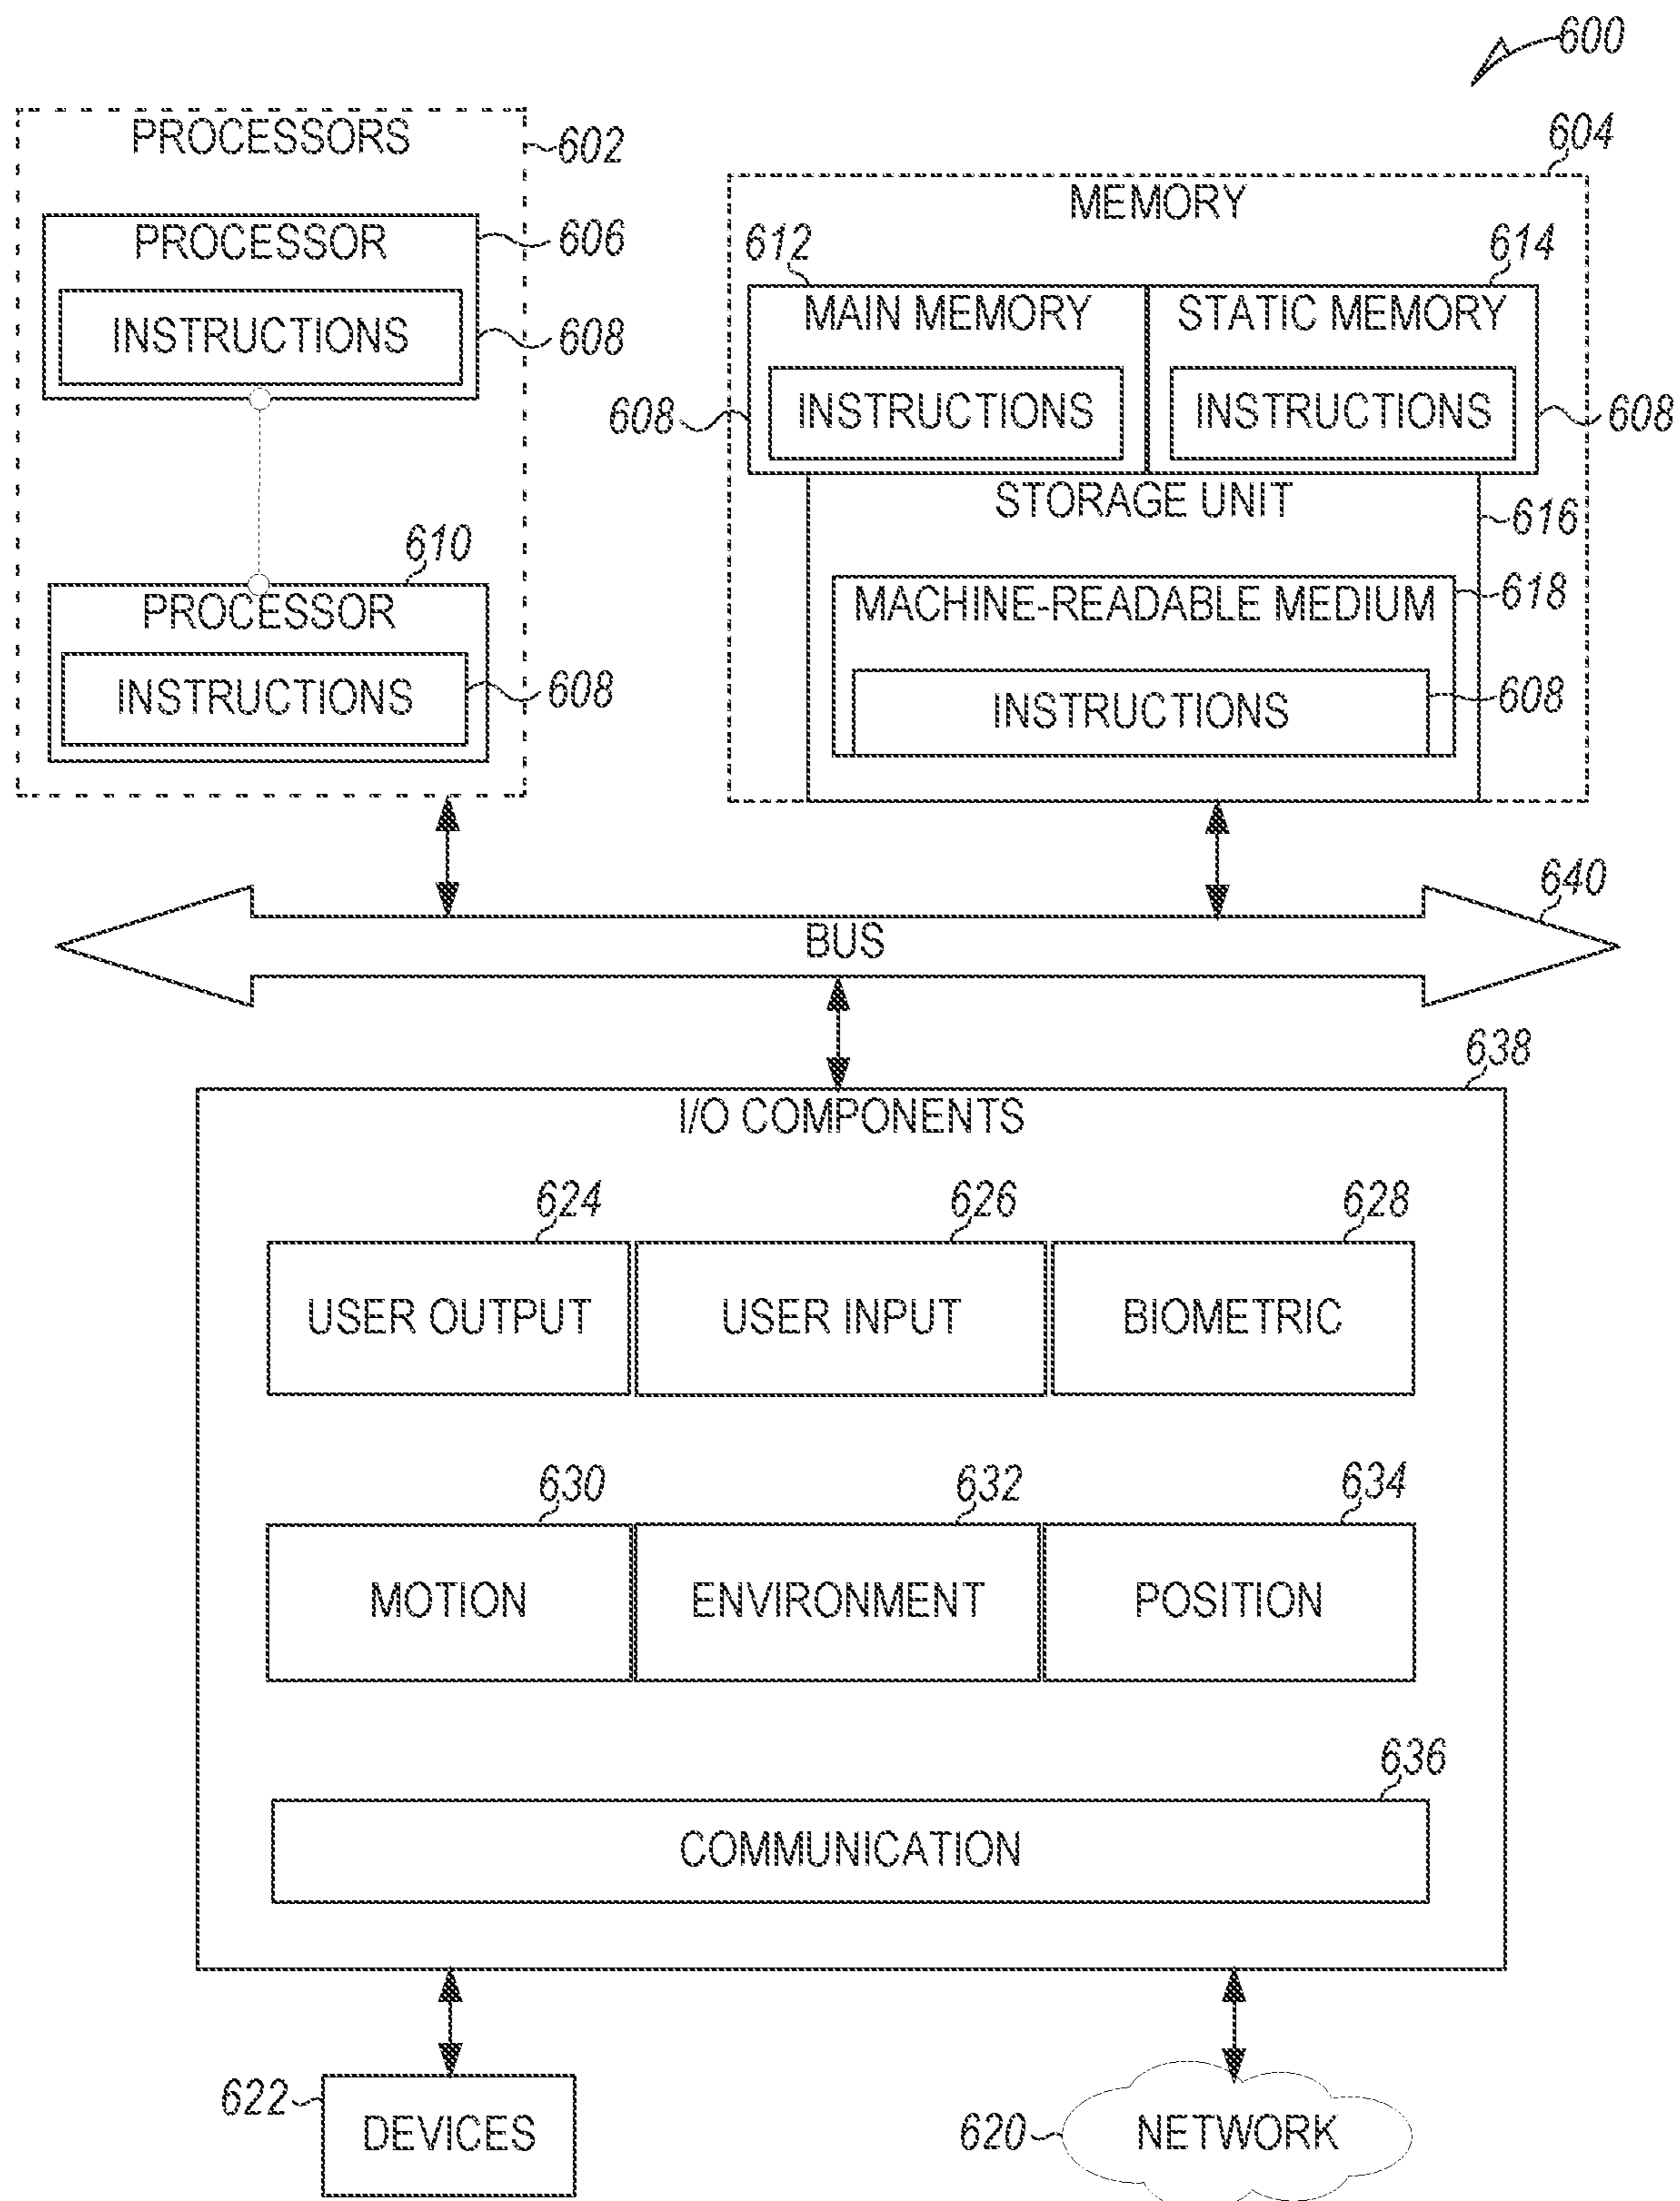 600
PROCESSORS
602
604
MEMORY
PROCESSOR
606
612
614
INSTRUCTIONS
608
MAIN MEMORY
STATIC MEMORY
608
INSTRUCTIONS
INSTRUCTIONS
608
STORAGE UNIT
616
610
PROCESSOR
MACHINE-READABLE MEDIUM
618
INSTRUCTIONS
608
INSTRUCTIONS
608
640
BUS
638
I/O COMPONENTS
624
626
628
USER OUTPUT
USER INPUT
BIOMETRIC
630
632
634
MOTION
ENVIRONMENT
POSITION
636
COMMUNICATION
622
DEVICES
620
NETWORK